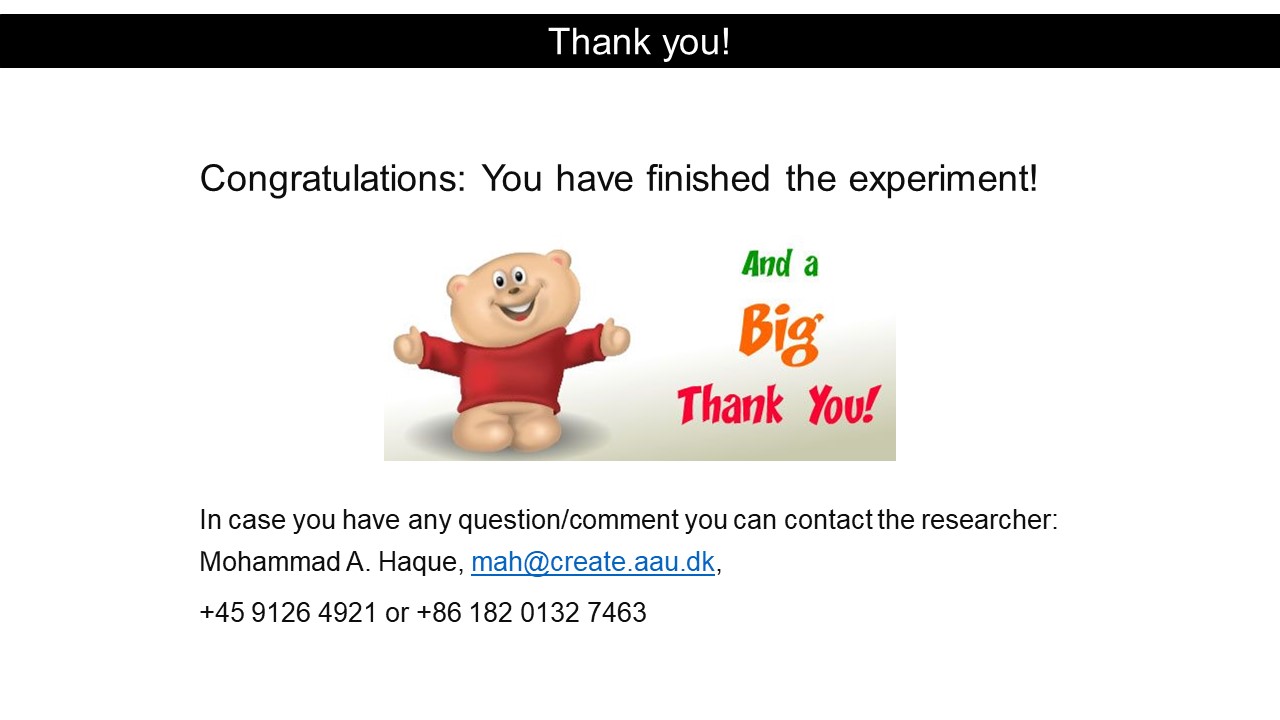 Thank you!
Congratulations: You have finished the experiment!
And a
Big
Thank You!
In case you have any question/comment you can contact the researcher:
Mohammad A. Haque, mah@create.aau.dk,
+45 9126 4921 or +86 182 0132 7463